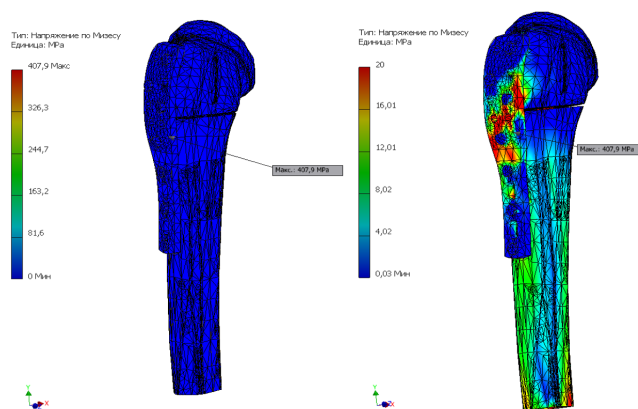 Тип: Напряжение по Мизесу
Единица: MPa
407,9 Макс
326,3
244,7
163,2
81,6
0 Мин
Макс.: 407,9 MPa
Y
X
Z
Тип: Напряжение по Мизесу
Единица: MPa
20
16,01
12,01
8,02
4,02
0,03 Мин
Макс.: 407,9 MPa
Y
ZX